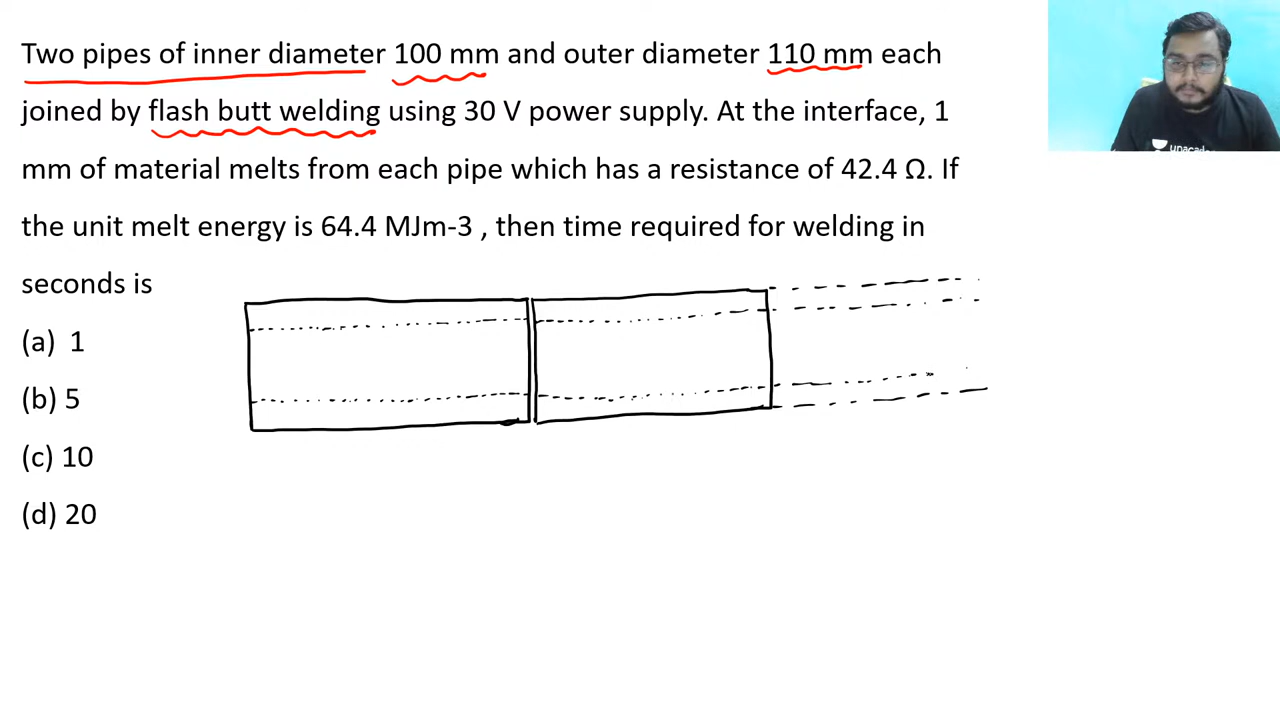 Two pipes of inner diameter 100 mm and outer diameter 110 mm each
joined by flash butt welding using 30 V power supply. At the interface, 1
mm of material melts from each pipe which has a resistance of 42.4 Ω. If
the unit melt energy is 64.4 MJm-3 , then time required for welding in
seconds is
(a) 1
(b) 5
(c) 10
(d) 20